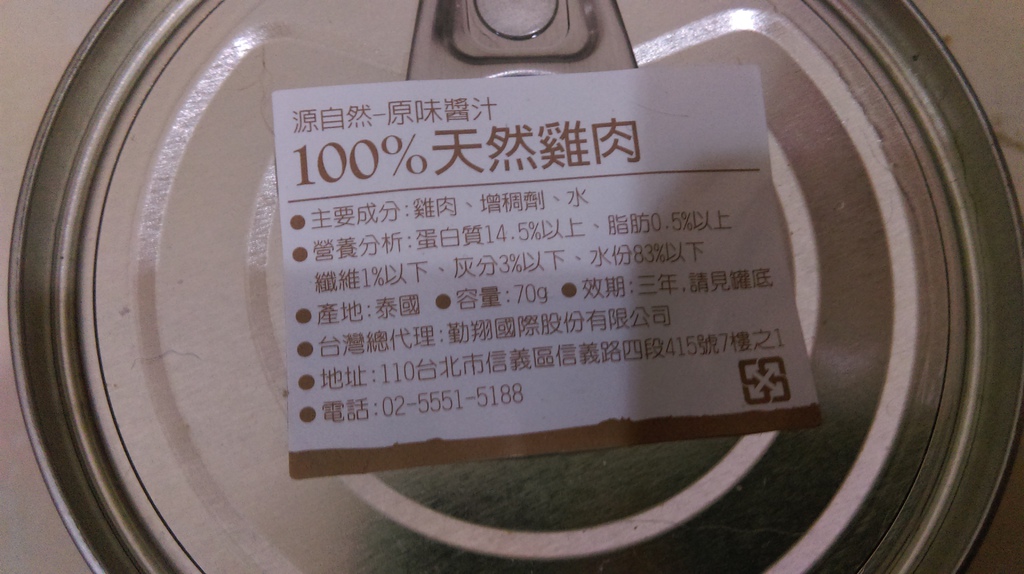 源自然-原味醬汁
100%天然雞肉
●主要成分:雞肉、增稠劑、水
●營養分析:蛋白質14.5%以上、脂肪0.5%以上
纖維1%以下、灰分3%以下、水份83%以下
●產地:泰國 ●容量:70g ●效期:三年,請見罐底
●台灣總代理:勤翔國際股份有限公司
●地址:110台北市信義區信義路四段415號7樓之1
●電話:02-5551-5188